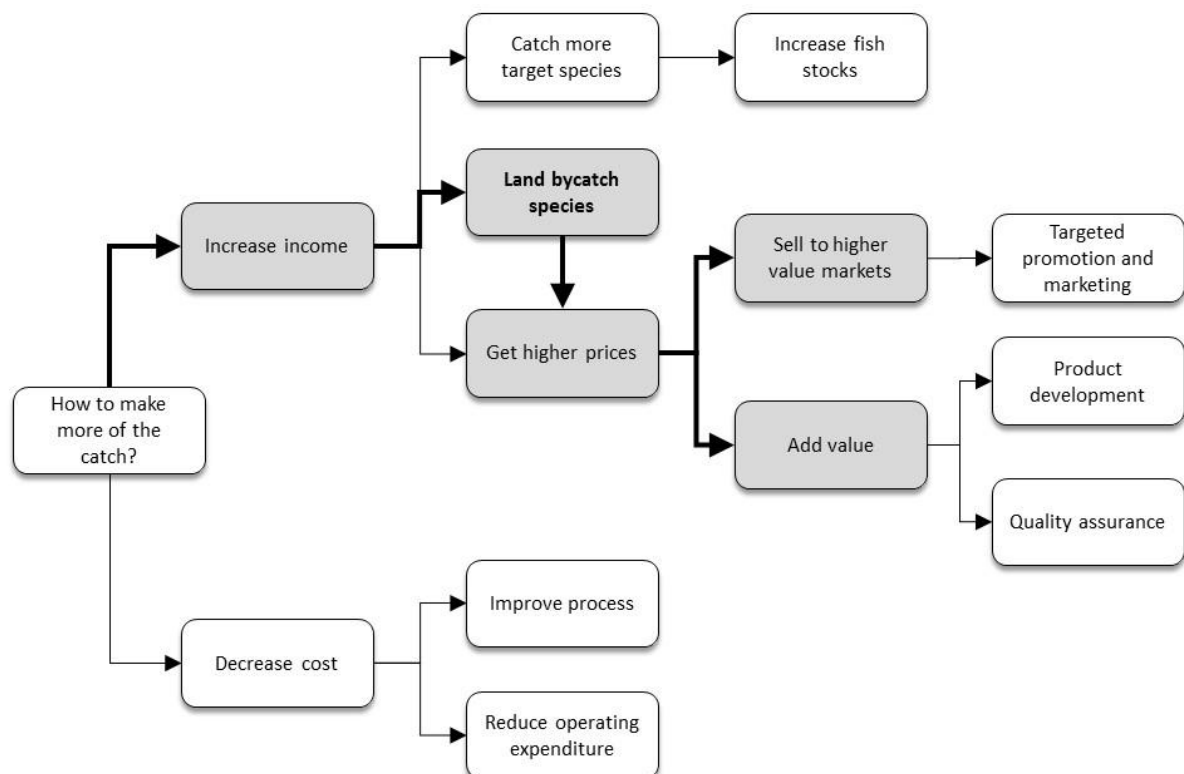 Catch more
target species
Increase fish
stocks
Land bycatch
species
Increase income
Sell to higher
value markets
Targeted
promotion and
marketing
Get higher prices
Product
development
How to make
more of the
catch?
Add value
Quality assurance
Improve process
Decrease cost
Reduce operating
expenditure